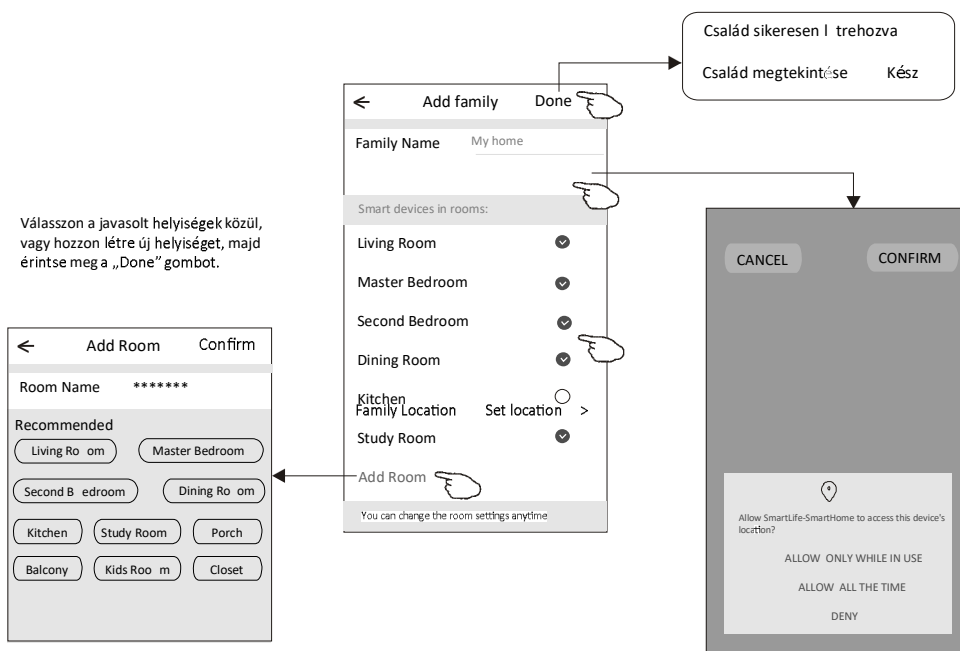 Család sikeresen l trehozva
Család megtekintése Kész
← Add family Done
Family Name My home
Smart devices in rooms:
Living Room
Master Bedroom
Second Bedroom
Dining Room
Kitchen
Family Location Set location >
Study Room
Add Room
You can change the room settings anytime
Válasszon a javasolt helyiségek közül,
vagy hozzon létre új helyiséget, majd
érintse meg a „Done” gombot.
← Add Room Confirm
Room Name *******
Recommended
Living Ro om Master Bedroom
Second B edroom Dining Ro om
Kitchen Study Room Porch
Balcony Kids Roo m Closet
CANCEL CONFIRM
Allow SmartLife-SmartHome to access this device's
location?
ALLOW ONLY WHILE IN USE
ALLOW ALL THE TIME
DENY